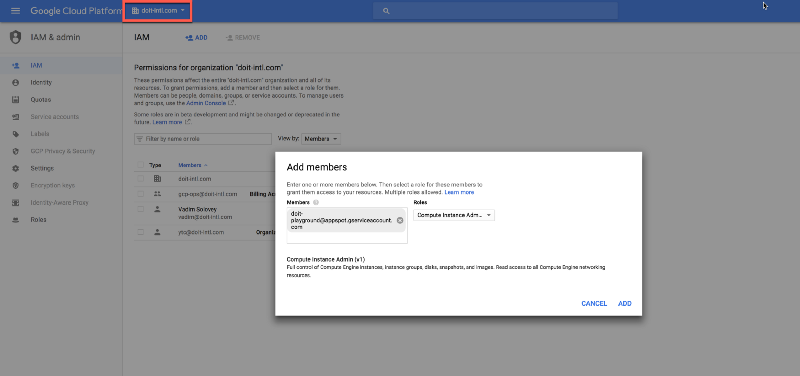 Google Cloud Platform
doit-intl.com
IAM & admin
IAM
ADD
REMOVE
IAM
Identity
Quotas
Service accounts
Labels
GCP Privacy & Security
Settings
Encryption keys
Identity-Aware Proxy
Roles
Permissions for organization "doit-intl.com"
These permissions affect the entire "doit-intl.com" organization and all of its
resources. To grant permissions, add a member and then select a role for them.
Members can be people, domains, groups, or service accounts. To manage users
and groups, use the Admin Console
Some roles are in beta development and might be changed or deprecated in the
future. Learn more
Filter by name or role
View by:
Members
Type
Members
doit-intl.com
gcp-ops@doit-intl.com
Billing Ac
Vadim Solovey
vadim@doit-intl.com
ytc@doit-intl.com
Organi
Add members
Enter one or more members below. Then select a role for these members to
grant them access to your resources. Multiple roles allowed. Learn more
Members
Roles
doit-
playground@appspot.gserviceaccount.
com
Compute Instance Adm...
Compute Instance Admin (v1)
Full control of Compute Engine instances, instance groups, disks, snapshots, and images. Read access to all Compute Engine networking
resources.
CANCEL
ADD